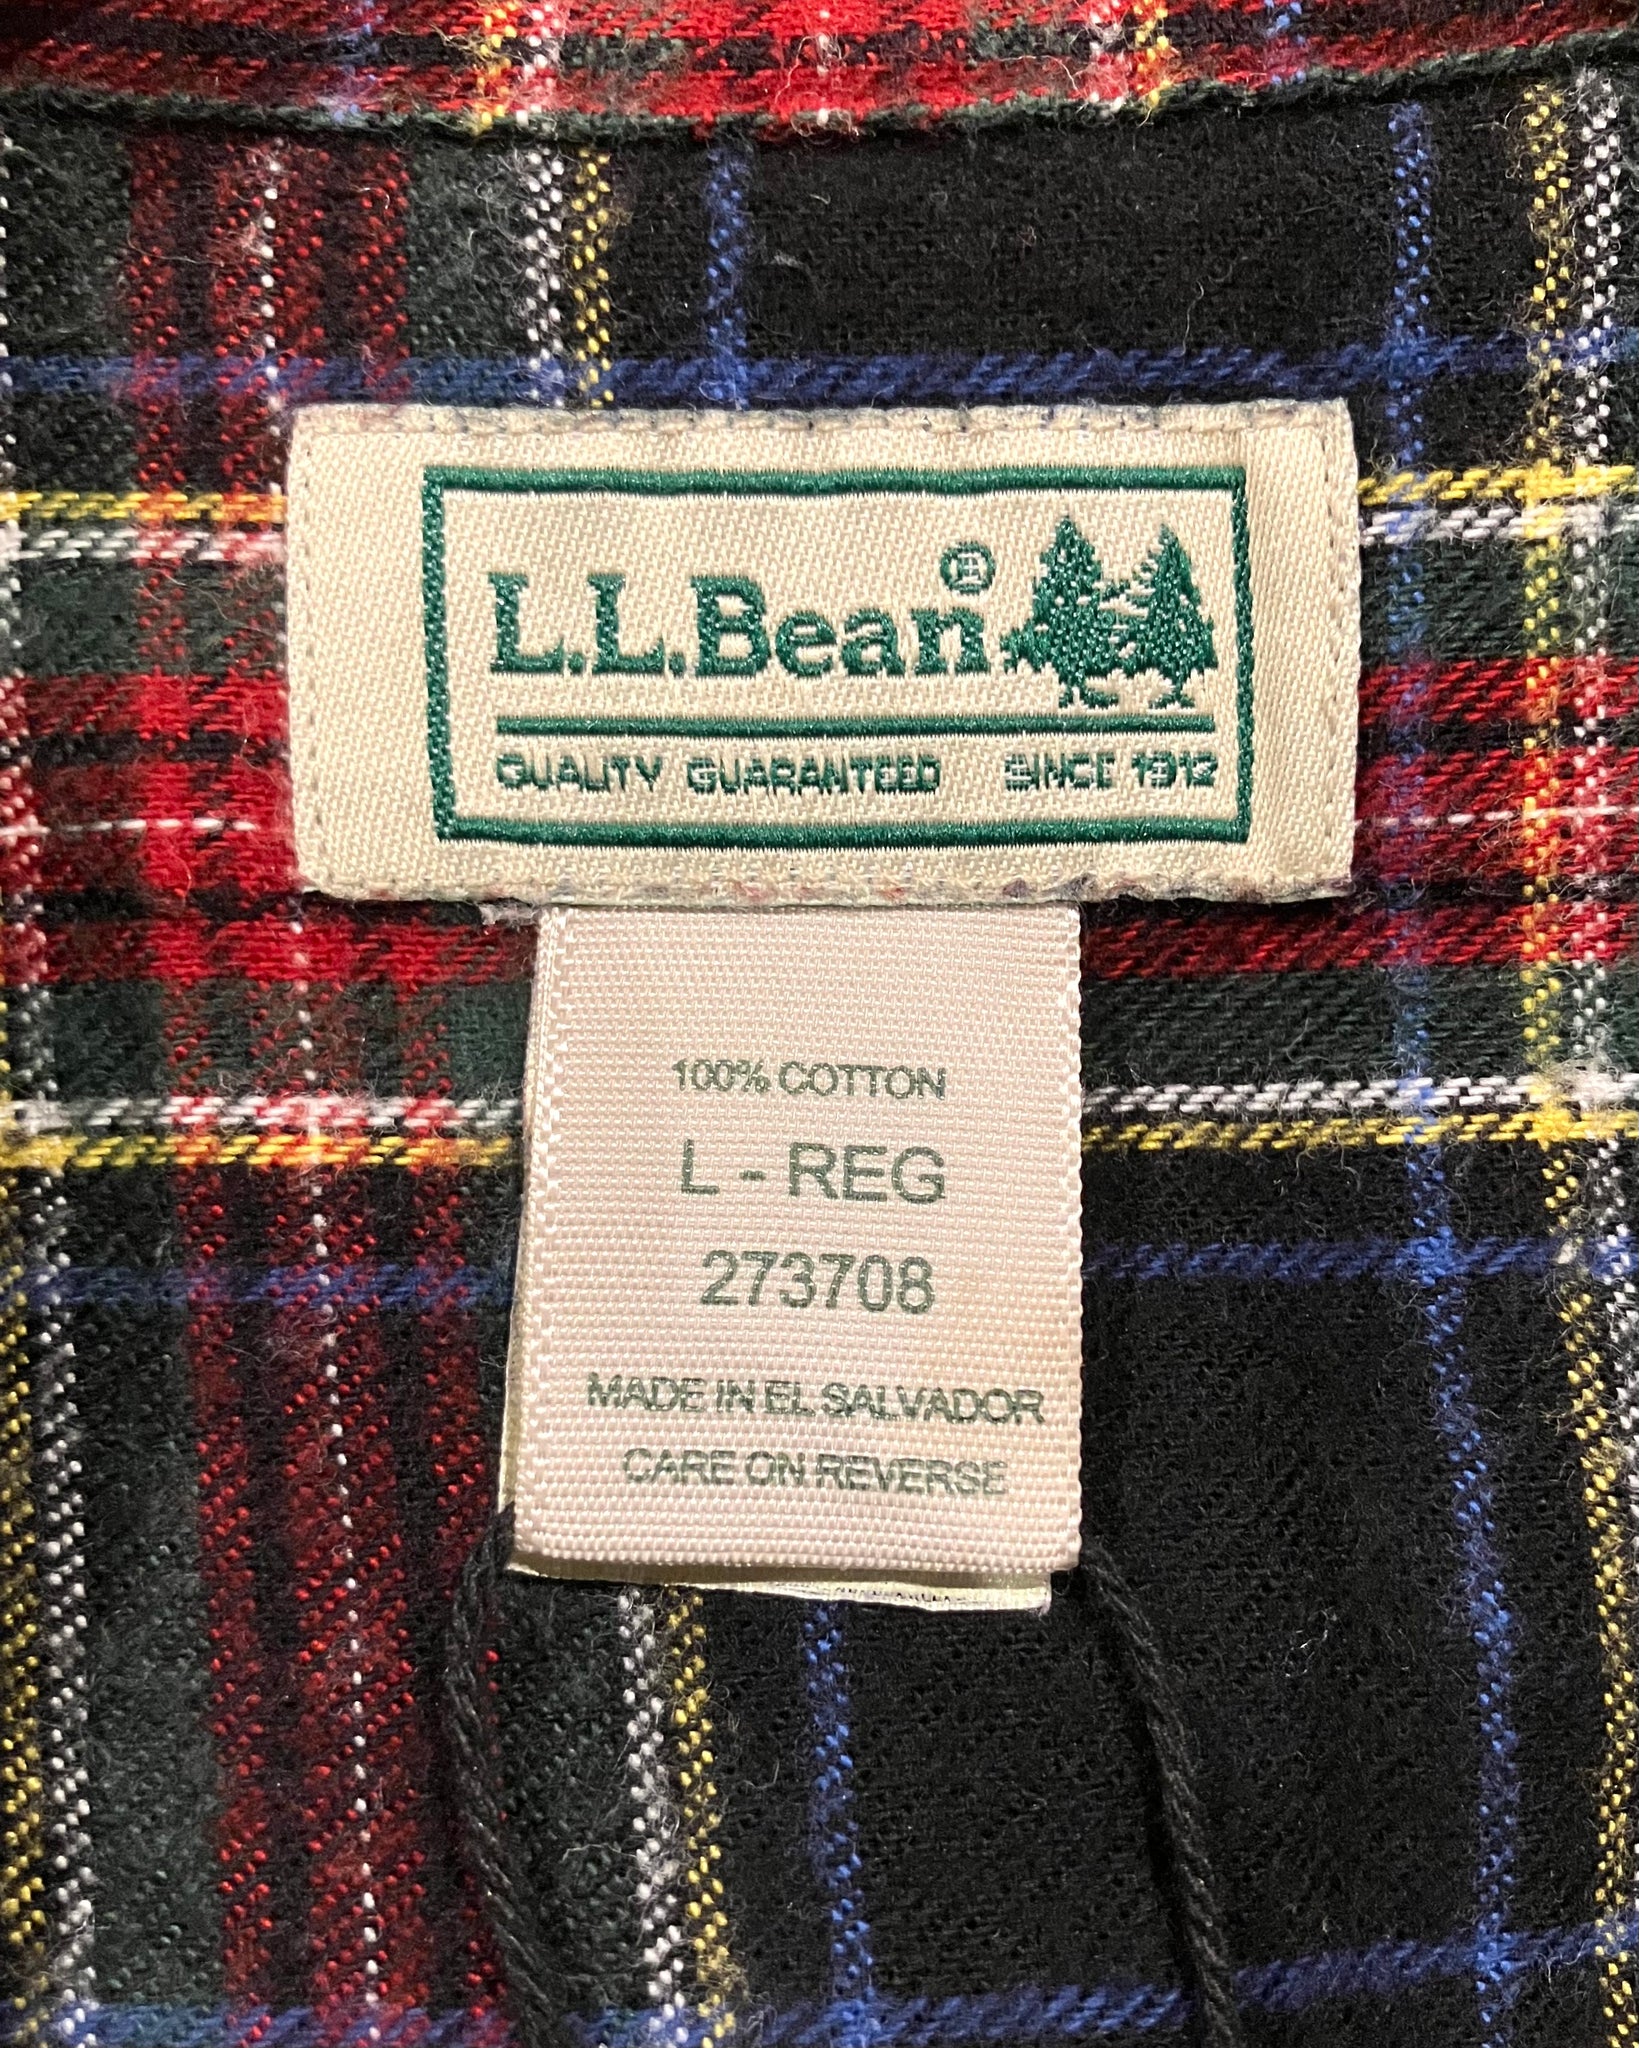 L.L.Bean®
QUALITY GUARANTEED SINCE 1912
100% COTTON
L - REG
273708
MADE IN EL SALVADOR
CARE ON REVERSE